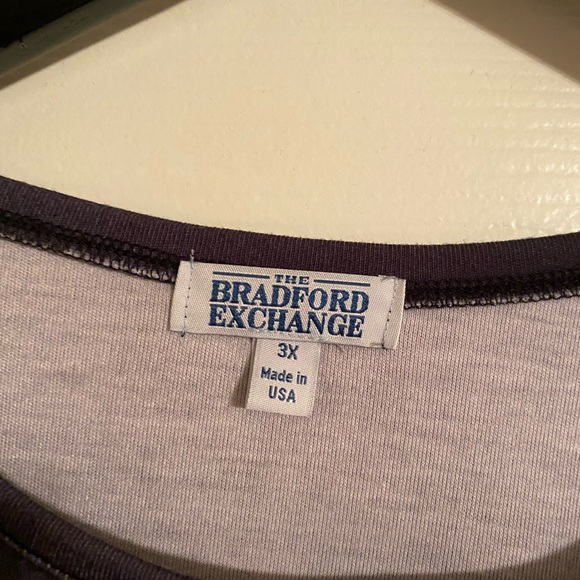 THE
BRADFORD
EXCHANGE
3X
Made in
USA